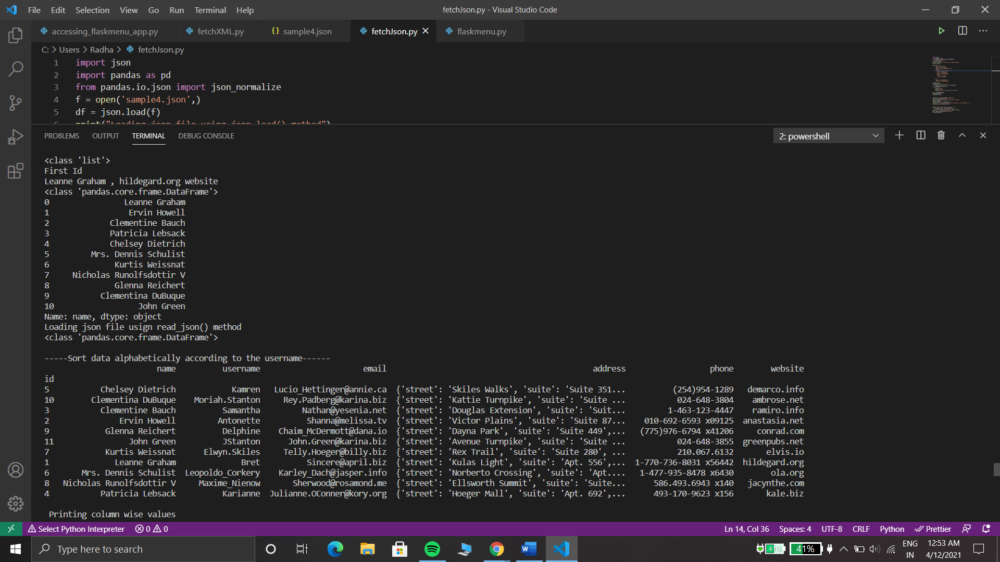 File Edit Selection View Go Run Terminal Help fetchJson.py - Visual Studio Code
accessing_flaskmenu_app.py fetchXML.py {} sample4.json fetchJson.py flaskmenu.py
C: > Users > Radha > fetchJson.py
1 import json
2 import pandas as pd
3 from pandas.io.json import json_normalize
4 f = open('sample4.json',)
5 df = json.load(f)
6 print("Loading json file using json load() method")
PROBLEMS OUTPUT TERMINAL DEBUG CONSOLE 2: powershell
<class 'list'>
First Id
Leanne Graham , hildegard.org website
<class 'pandas.core.frame.DataFrame'>
0 Leanne Graham
1 Ervin Howell
2 Clementine Bauch
3 Patricia Lebsack
4 Chelsey Dietrich
5 Mrs. Dennis Schulist
6 Kurtis Weissnat
7 Nicholas Runolfsdottir V
8 Glenna Reichert
9 Clementina DuBuque
10 John Green
Name: name, dtype: object
Loading json file usign read_json() method
<class 'pandas.core.frame.DataFrame'>
-----Sort data alphabetically according to the username------
name username email address phone website
id
5 Chelsey Dietrich Kamren Lucio_Hettinger@annie.ca {'street': 'Skiles Walks', 'suite': 'Suite 351... (254)954-1289 demarco.info
10 Clementina DuBuque Moriah.Stanton Rey.Padberg@karina.biz {'street': 'Kattie Turnpike', 'suite': 'Suite ... 024-648-3804 ambrose.net
3 Clementine Bauch Samantha Nathan@yesenia.net {'street': 'Douglas Extension', 'suite': 'Suit... 1-463-123-4447 ramiro.info
2 Ervin Howell Antonette Shanna@melissa.tv {'street': 'Victor Plains', 'suite': 'Suite 87... 010-692-6593 x09125 anastasia.net
9 Glenna Reichert Delphine Chaim_McDermott@dana.io {'street': 'Dayna Park', 'suite': 'Suite 449',... (775)976-6794 x41206 conrad.com
11 John Green JStanton John.Green@karina.biz {'street': 'Avenue Turnpike', 'suite': 'Suite ... 024-648-3855 greenpubs.net
7 Kurtis Weissnat Elwyn.Skiles Telly.Hoeger@billy.biz {'street': 'Rex Trail', 'suite': 'Suite 280', ... 210.067.6132 elvis.io
1 Leanne Graham Bret Sincere@april.biz {'street': 'Kulas Light', 'suite': 'Apt. 556',... 1-770-736-8031 x56442 hildegard.org
6 Mrs. Dennis Schulist Leopoldo_Corkery Karley_Dach@jasper.info {'street': 'Norberto Crossing', 'suite': 'Apt.... 1-477-935-8478 x6430 ola.org
8 Nicholas Runolfsdottir V Maxime_Nienow Sherwood@rosamond.me {'street': 'Ellsworth Summit', 'suite': 'Suite... 586.493.6943 x140 jacynthe.com
4 Patricia Lebsack Karianne Julianne.OConner@kory.org {'street': 'Hoeger Mall', 'suite': 'Apt. 692',... 493-170-9623 x156 kale.biz
Printing column wise values
Select Python Interpreter 0 0 Ln 14, Col 36 Spaces: 4 UTF-8 CRLF Python Prettier
Type here to search 41% 41% ENG 12:53 AM
IN 4/12/2021